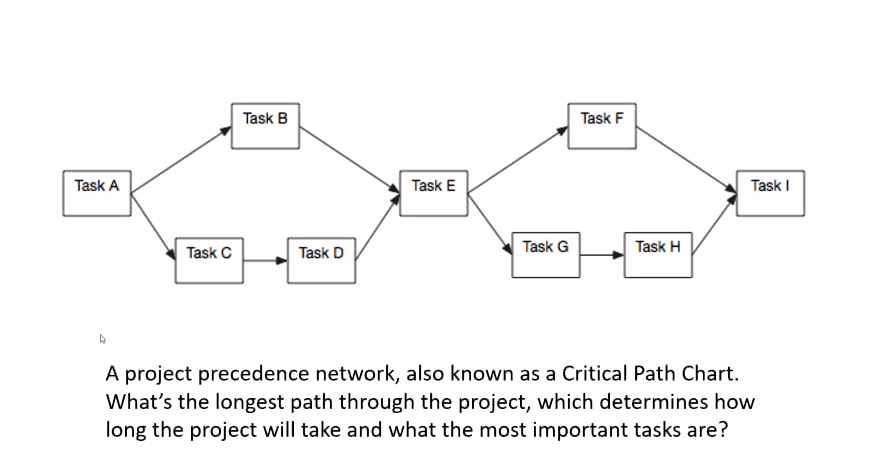 Task B
Task F
Task A
Task E
Task I
Task C
Task D
Task G
Task H
A project precedence network, also known as a Critical Path Chart.
What's the longest path through the project, which determines how
long the project will take and what the most important tasks are?